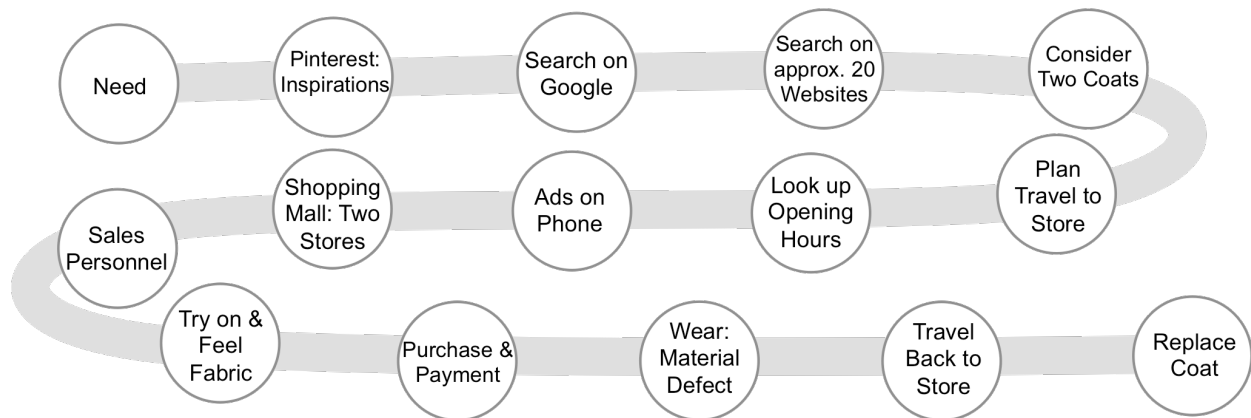 Need
Pinterest:
Inspirations
Search on
Google
Search on
approx. 20
Websites
Consider
Two Coats
Plan
Travel to
Store
Look up
Opening
Hours
Ads on
Phone
Shopping
Mall: Two
Stores
Sales
Personnel
Try on &
Feel
Fabric
Purchase &
Payment
Wear:
Material
Defect
Travel
Back to
Store
Replace
Coat